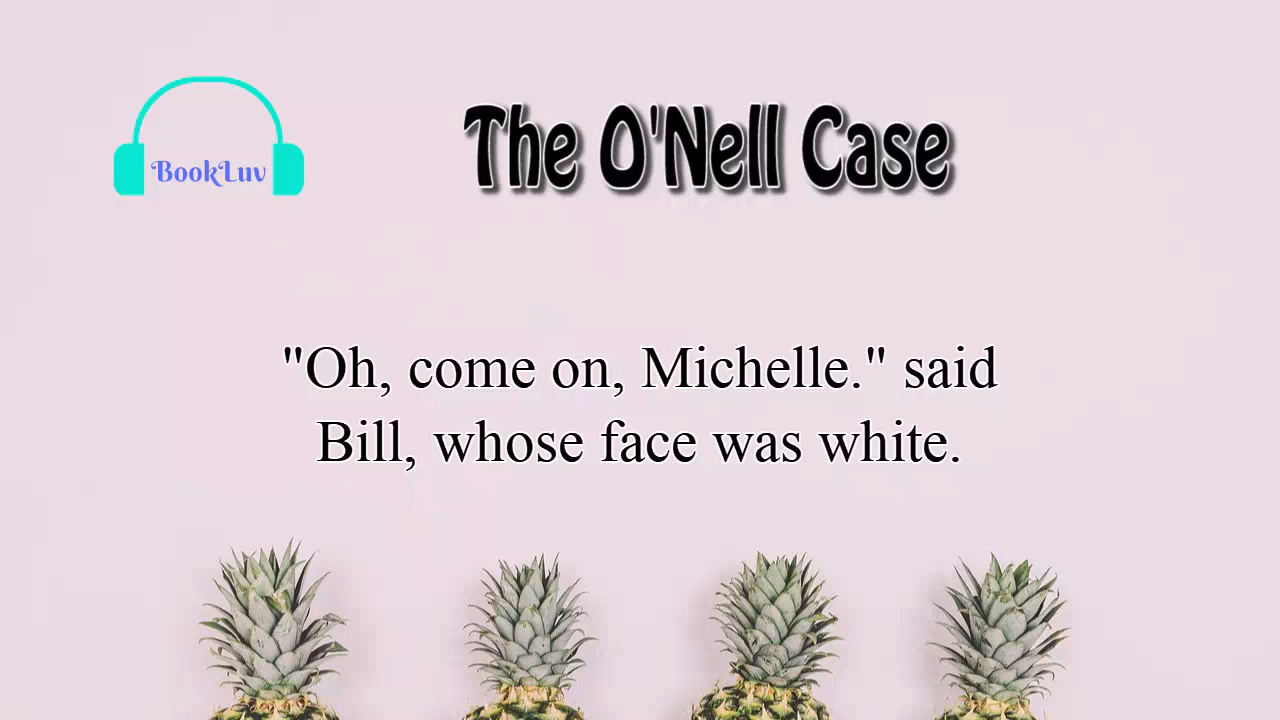 BookLuv
The O'Nell Case
"Oh, come on, Michelle." said
Bill, whose face was white.